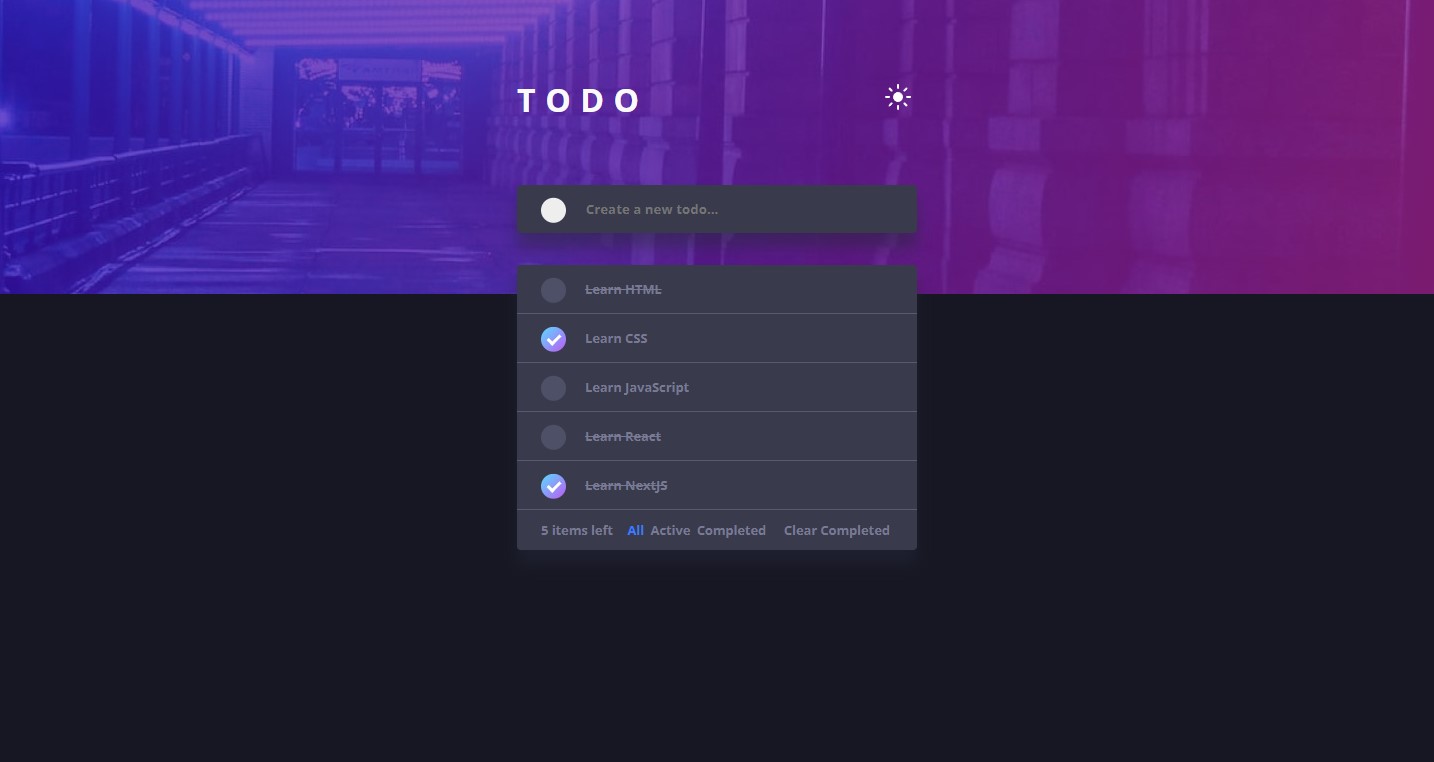 TODO
Create a new todo...
Learn HTML
Learn CSS
Learn JavaScript
Learn React
Learn NextJS
5 items left All Active Completed Clear Completed